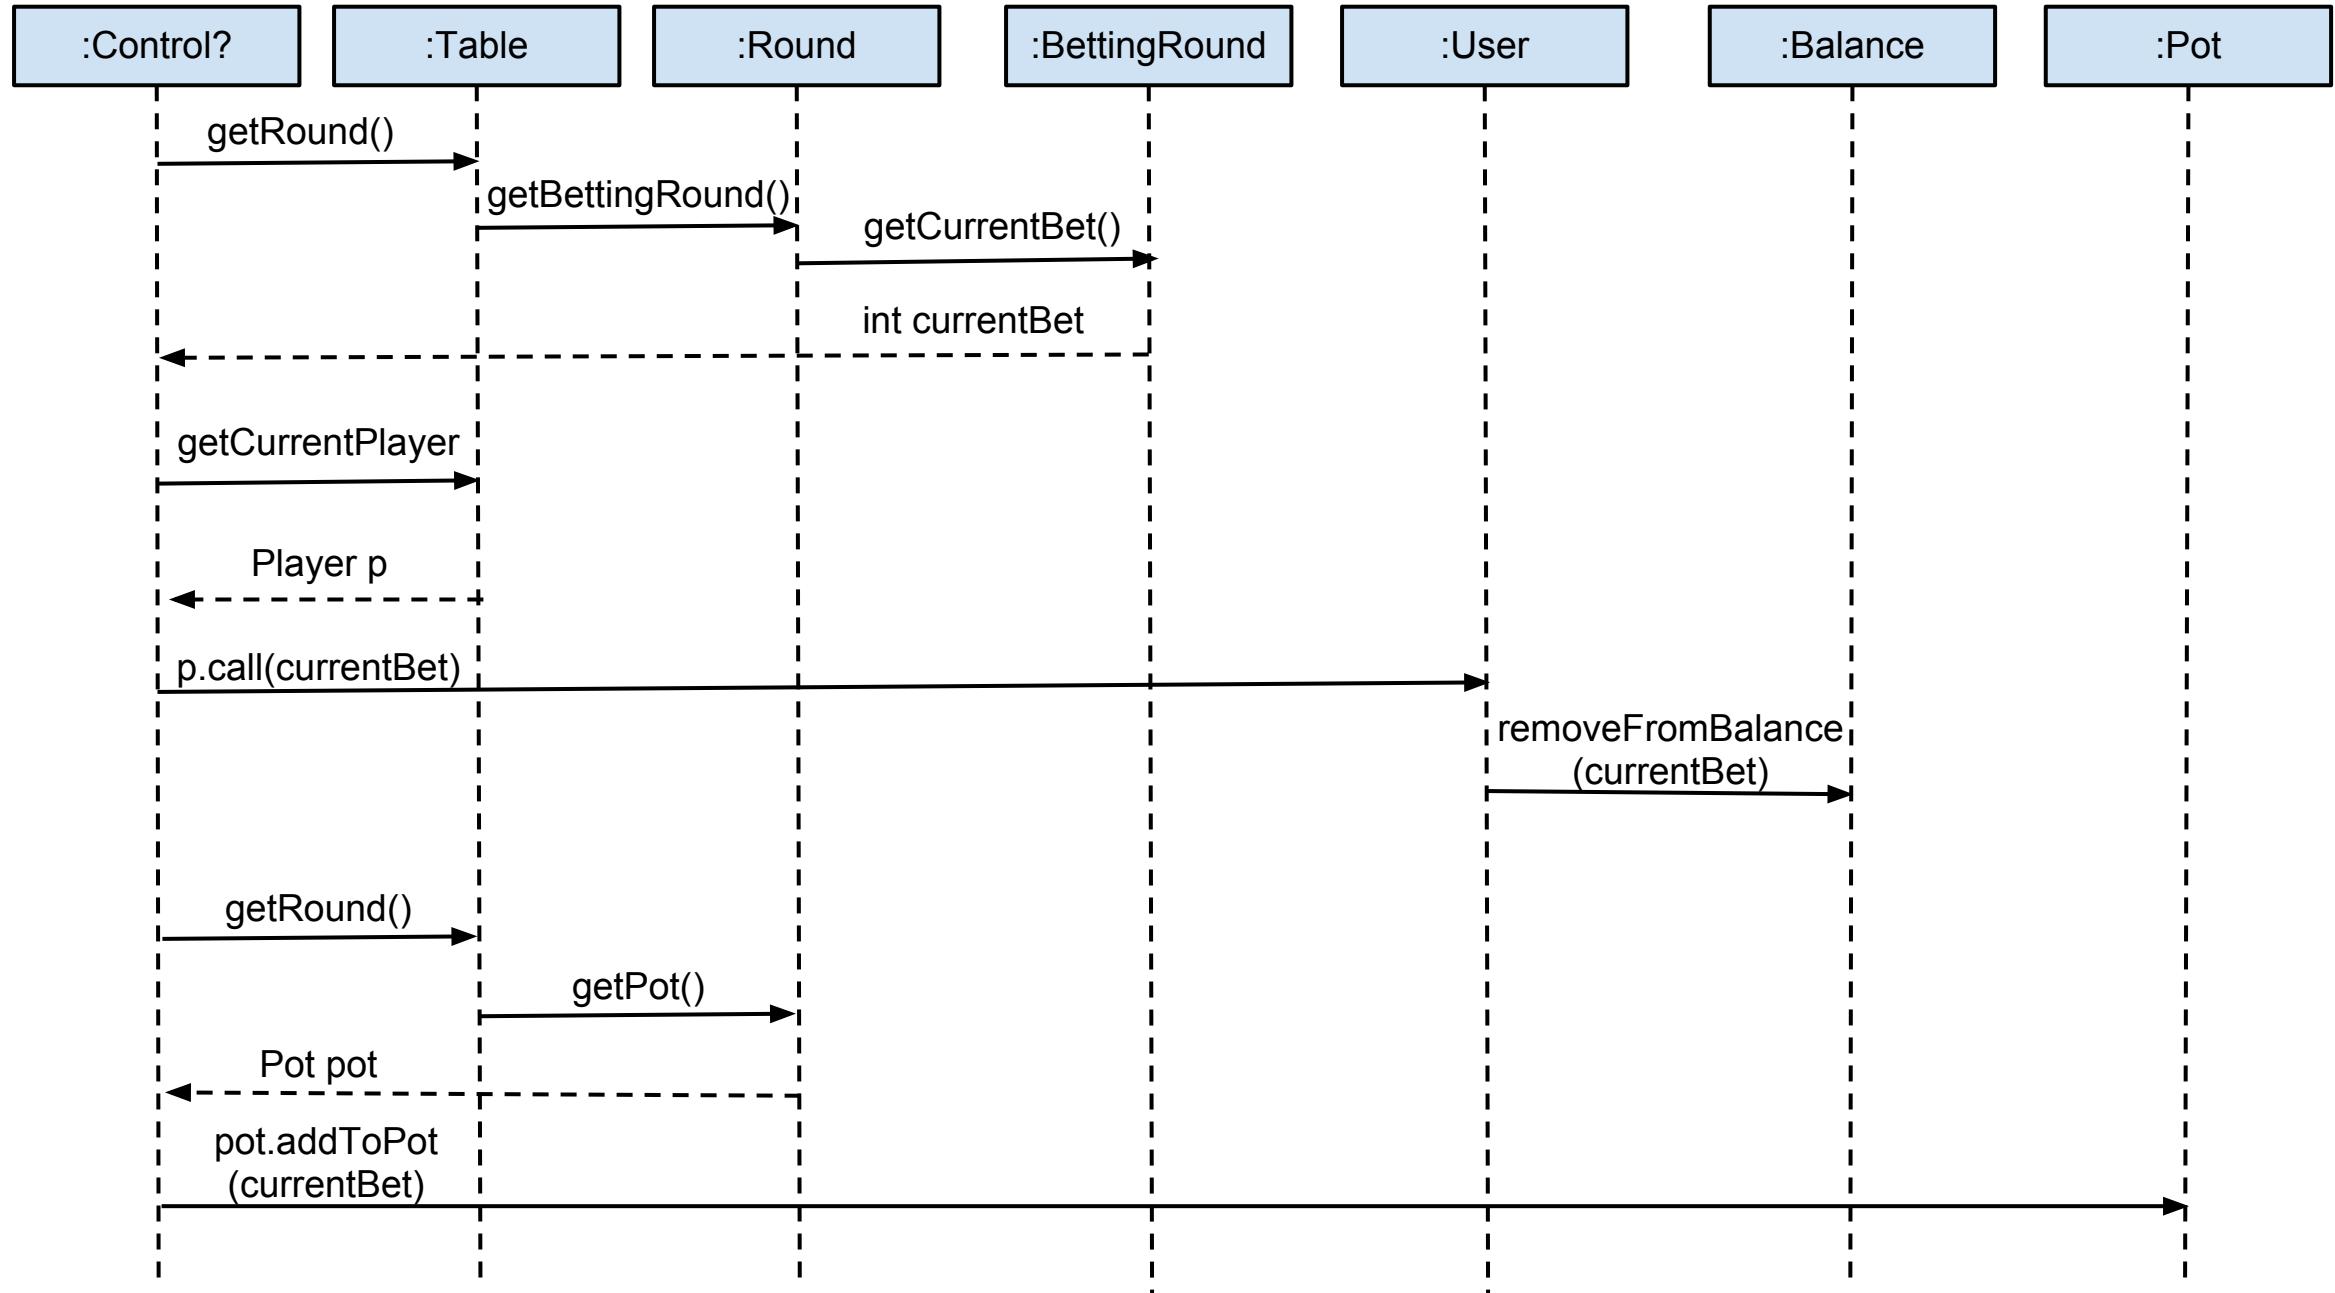 :Control?
:Table
:Round
:BettingRound
:User
:Balance
:Pot
getRound()
getBettingRound()
getCurrentBet()
int currentBet
getCurrentPlayer
Player p
p.call(currentBet)
removeFromBalance
(currentBet)
getRound()
getPot()
Pot pot
pot.addToPot
(currentBet)